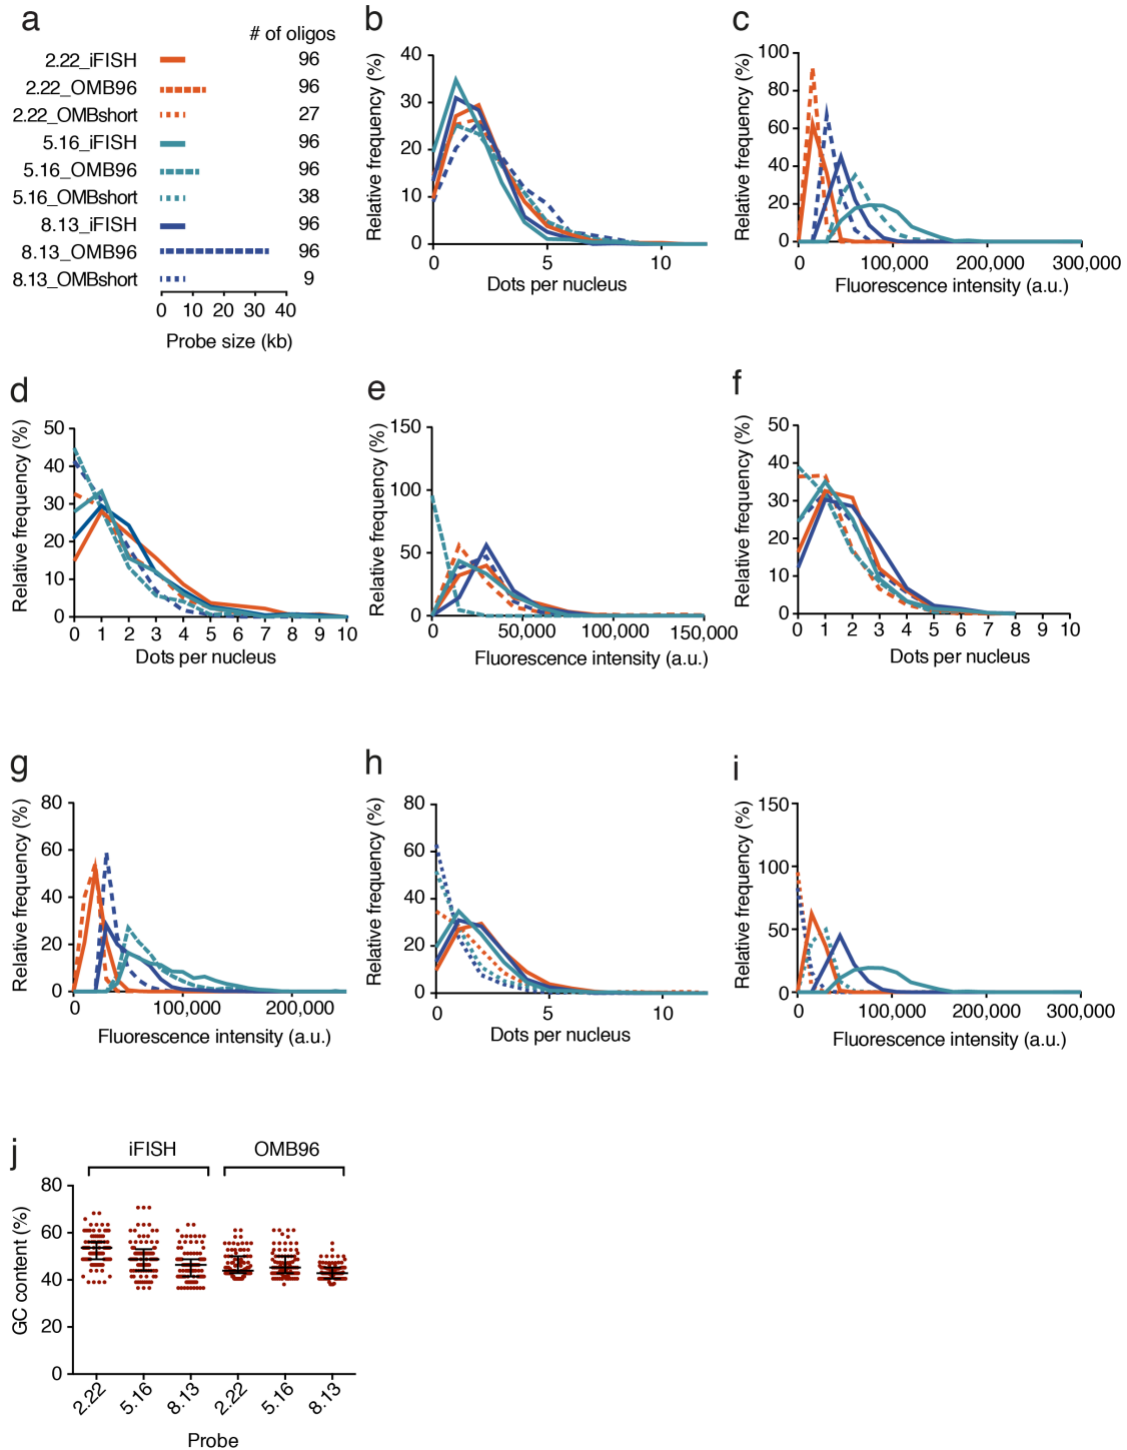 a
# of oligos
2.22_iFISH 96
2.22_OMB96 96
2.22_OMBshort 27
5.16_iFISH 96
5.16_OMB96 96
5.16_OMBshort 38
8.13_iFISH 96
8.13_OMB96 96
8.13_OMBshort 9
0 10 20 30 40
Probe size (kb)
b
Relative frequency (%)
40
30
20
10
0
0 5 10
Dots per nucleus
c
Relative frequency (%)
100
80
60
40
20
0
0 100,000 200,000 300,000
Fluorescence intensity (a.u.)
d
Relative frequency (%)
50
40
30
20
10
0
0 1 2 3 4 5 6 7 8 9 10
Dots per nucleus
e
Relative frequency (%)
150
100
50
0
0 50,000 100,000 150,000
Fluorescence intensity (a.u.)
f
Relative frequency (%)
50
40
30
20
10
0
0 1 2 3 4 5 6 7 8 9 10
Dots per nucleus
g
Relative frequency (%)
80
60
40
20
0
0 100,000 200,000
Fluorescence intensity (a.u.)
h
Relative frequency (%)
80
60
40
20
0
0 5 10
Dots per nucleus
i
Relative frequency (%)
150
100
50
0
0 100,000 200,000 300,000
Fluorescence intensity (a.u.)
j
iFISH OMB96
GC content (%)
80
60
40
20
0
2.22 5.16 8.13 2.22 5.16 8.13
Probe